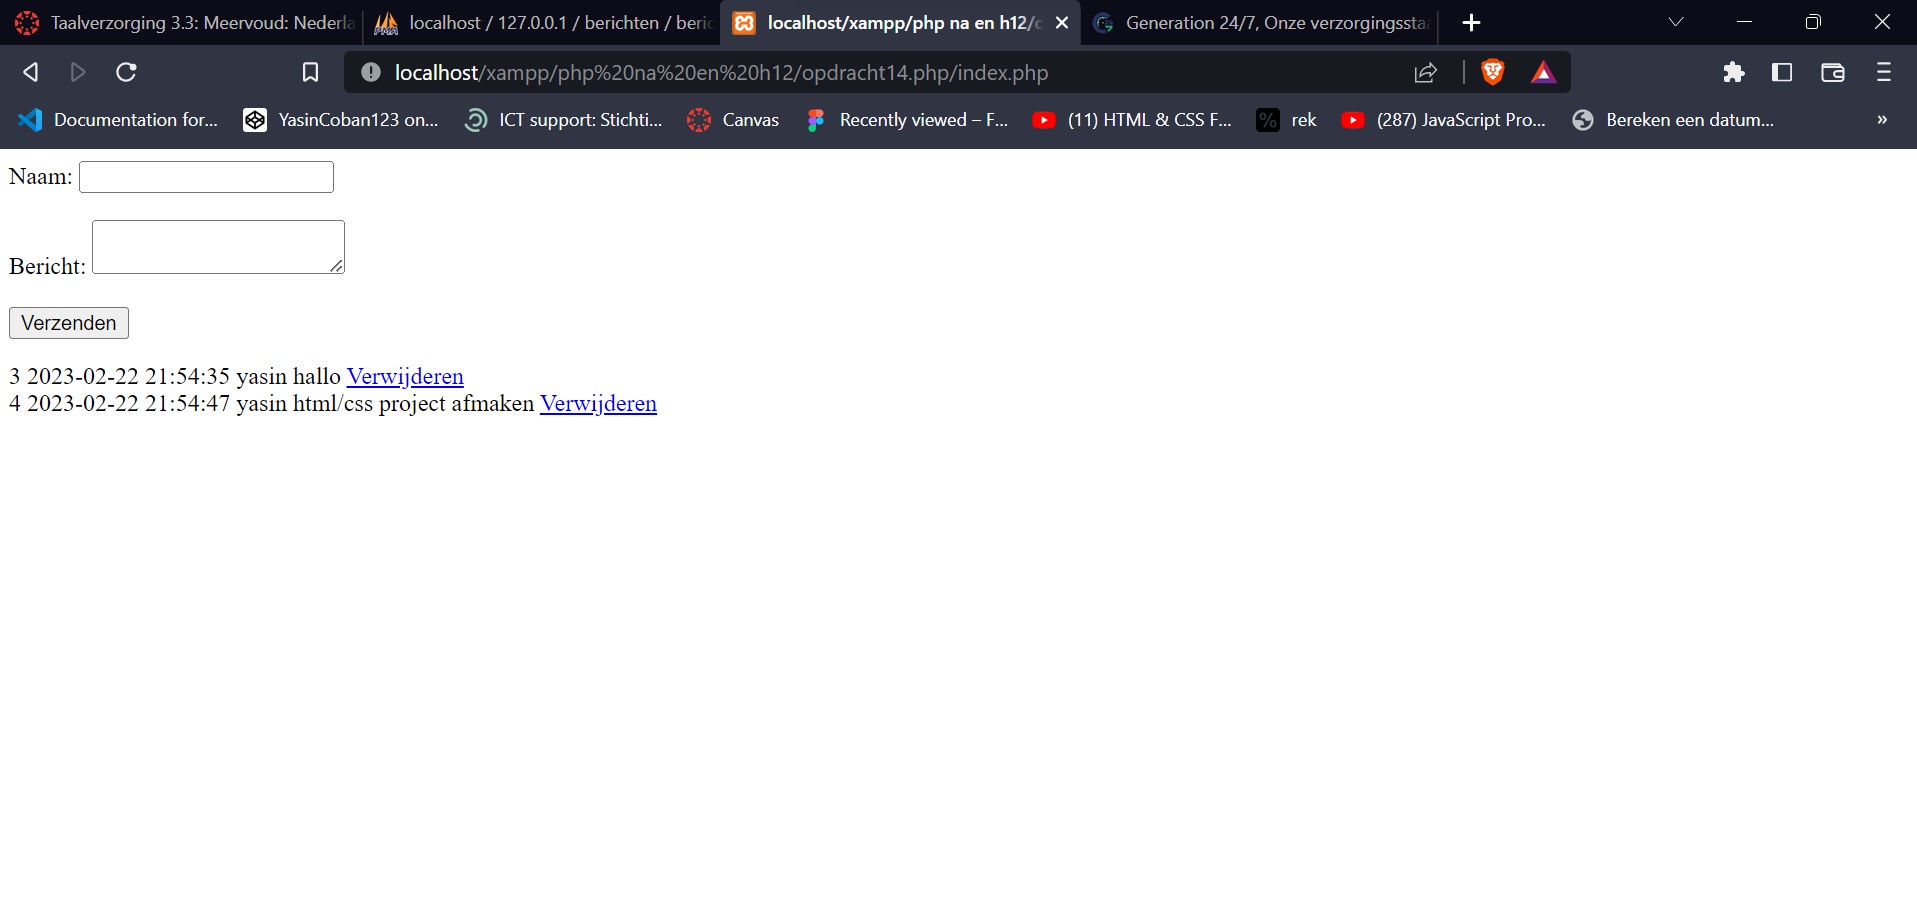 Taalverzorging 3.3: Meervoud: Nederla
localhost / 127.0.0.1 / berichten / beric
localhost/xampp/php na en h12/o
Generation 24/7, Onze verzorgingsstaa
localhost/xampp/php%20na%20en%20h12/opdracht14.php/index.php
Documentation for...
YasinCoban123 on...
ICT support: Stichti...
Canvas
Recently viewed – F...
(11) HTML & CSS F...
% rek
(287) JavaScript Pro...
Bereken een datum...
»
Naam:
Bericht:
Verzenden
3 2023-02-22 21:54:35 yasin hallo Verwijderen
4 2023-02-22 21:54:47 yasin html/css project afmaken Verwijderen